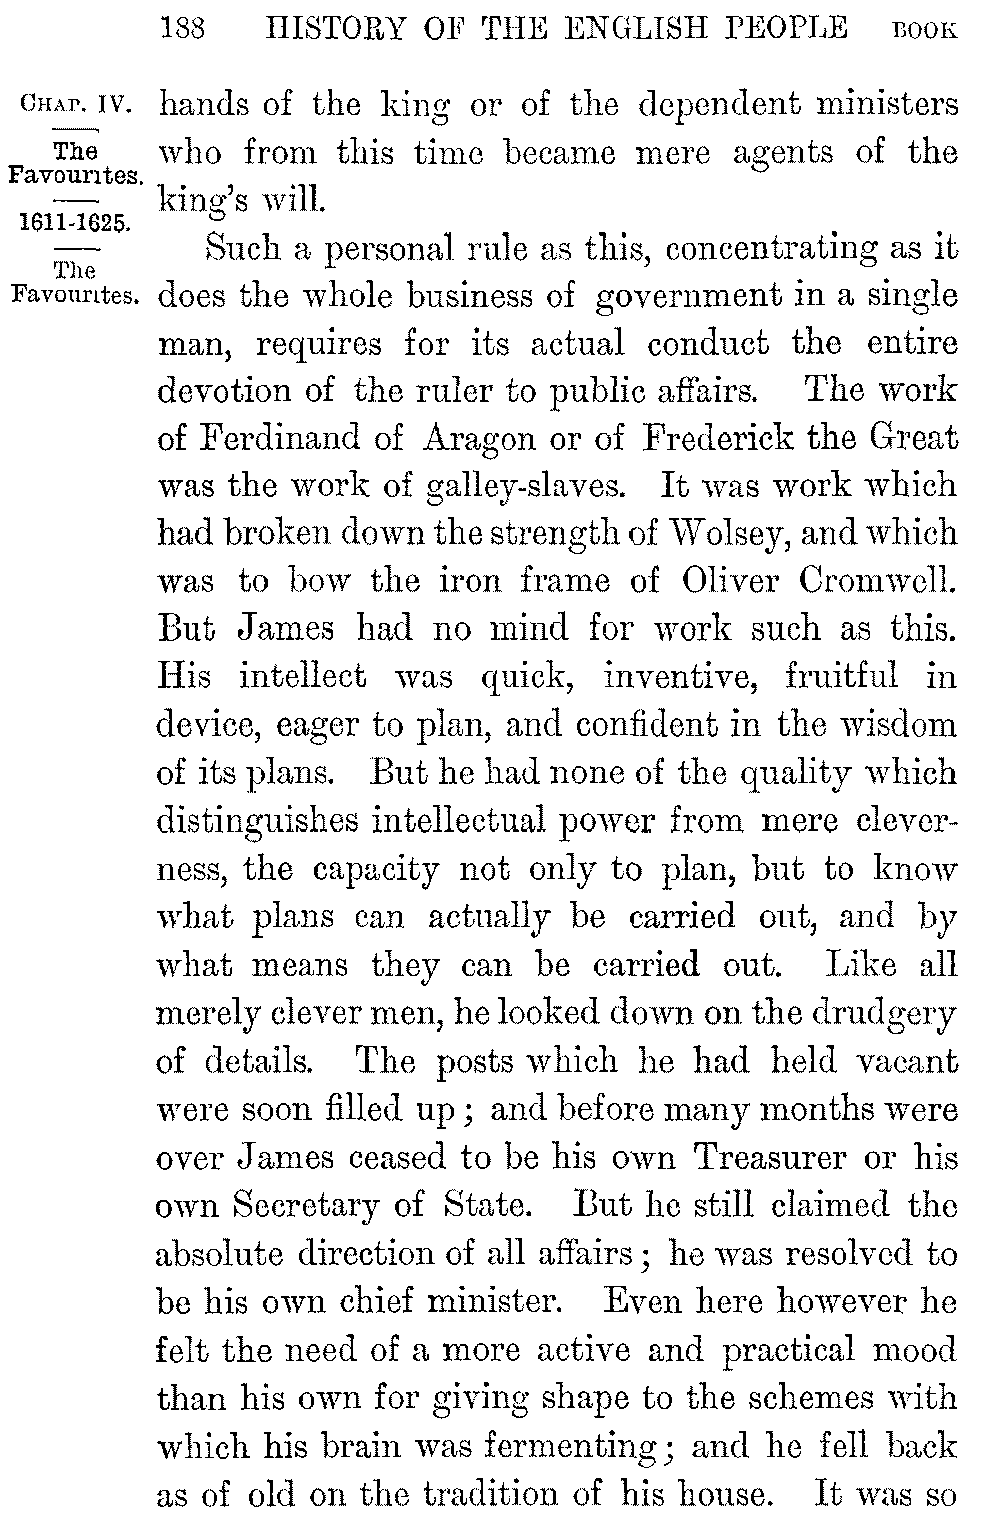 188 HISTORY OF THE ENGLISH PEOPLE BOOK
CHAP. IV.
The
Favourites.
1611-1625.
The
Favourites.
hands of the king or of the dependent ministers
who from this time became mere agents of the
king's will.
Such a personal rule as this, concentrating as it
does the whole business of government in a single
man, requires for its actual conduct the entire
devotion of the ruler to public affairs. The work
of Ferdinand of Aragon or of Frederick the Great
was the work of galley-slaves. It was work which
had broken down the strength of Wolsey, and which
was to bow the iron frame of Oliver Cromwell.
But James had no mind for work such as this.
His intellect was quick, inventive, fruitful in
device, eager to plan, and confident in the wisdom
of its plans. But he had none of the quality which
distinguishes intellectual power from mere clever-
ness, the capacity not only to plan, but to know
what plans can actually be carried out, and by
what means they can be carried out. Like all
merely clever men, he looked down on the drudgery
of details. The posts which he had held vacant
were soon filled up; and before many months were
over James ceased to be his own Treasurer or his
own Secretary of State. But he still claimed the
absolute direction of all affairs; he was resolved to
be his own chief minister. Even here however he
felt the need of a more active and practical mood
than his own for giving shape to the schemes with
which his brain was fermenting; and he fell back
as of old on the tradition of his house. It was so